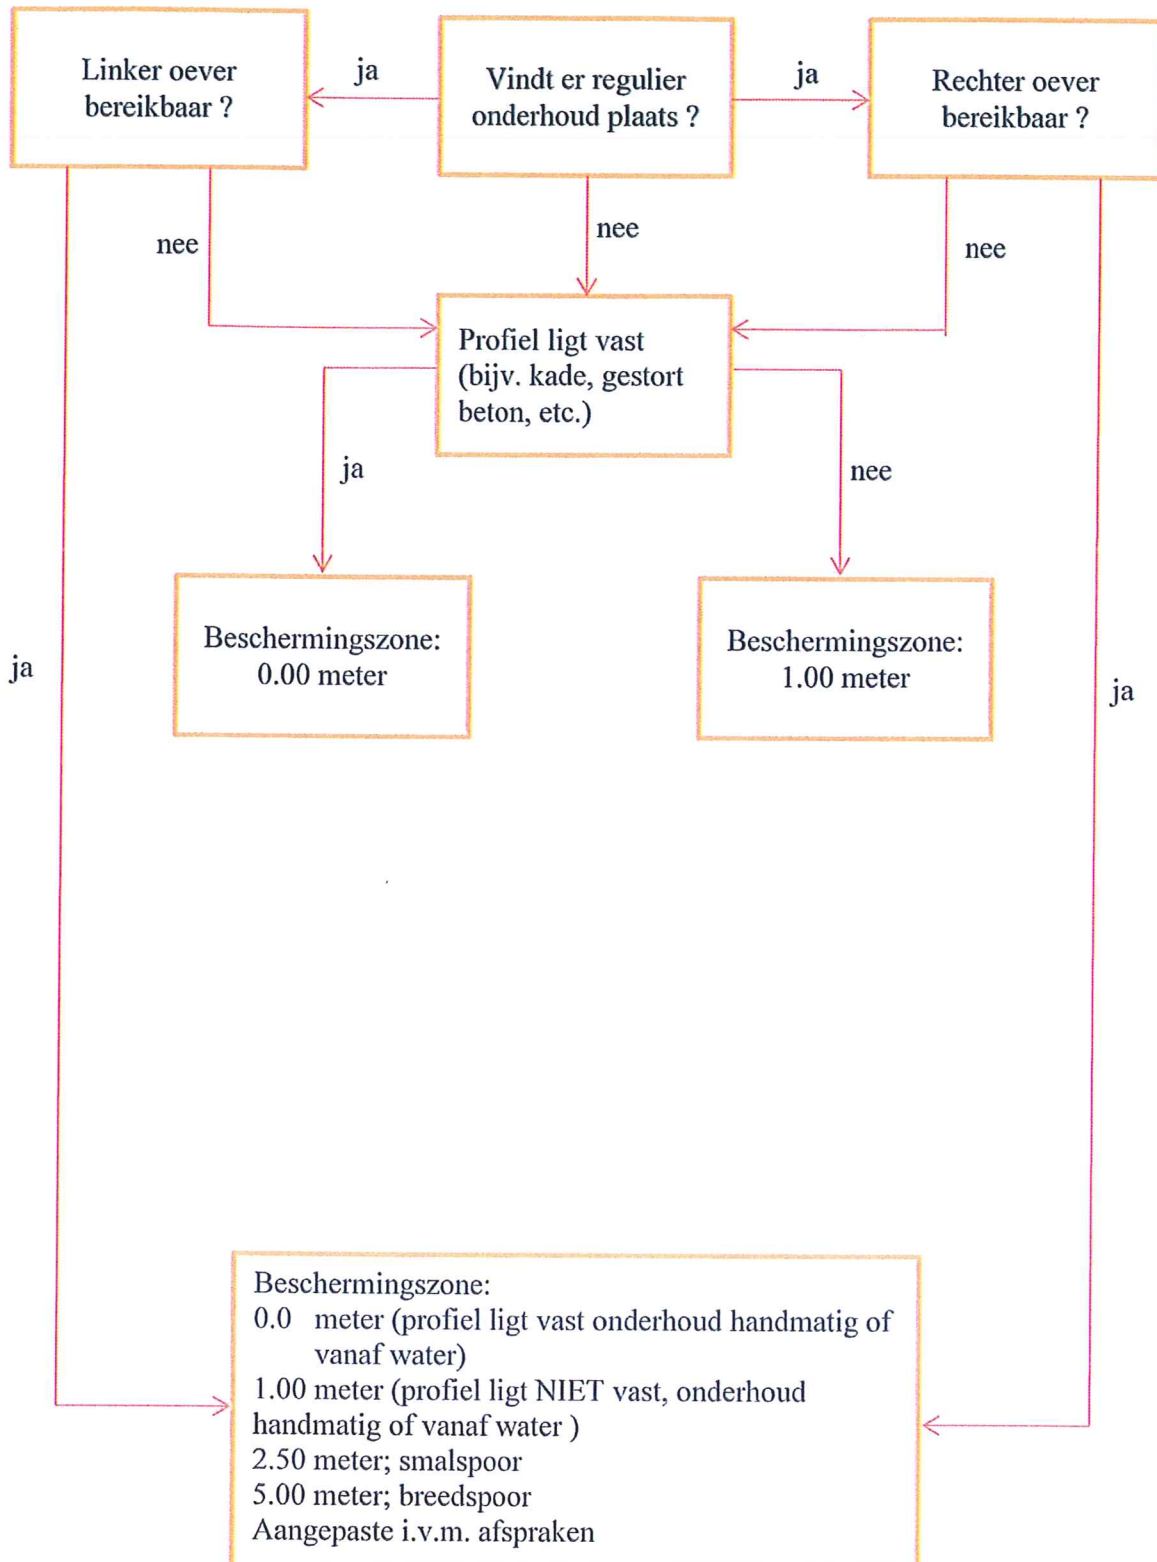 Linker oever
bereikbaar ?
ja
Vindt er regulier
onderhoud plaats ?
ja
Rechter oever
bereikbaar ?
nee
nee
nee
Profiel ligt vast
(bijv. kade, gestort
beton, etc.)
ja
nee
Beschermingszone:
0.00 meter
Beschermingszone:
1.00 meter
ja
ja
Beschermingszone:
0.0 meter (profiel ligt vast onderhoud handmatig of
vanaf water)
1.00 meter (profiel ligt NIET vast, onderhoud
handmatig of vanaf water )
2.50 meter; smalspoor
5.00 meter; breedspoor
Aangepaste i.v.m. afspraken